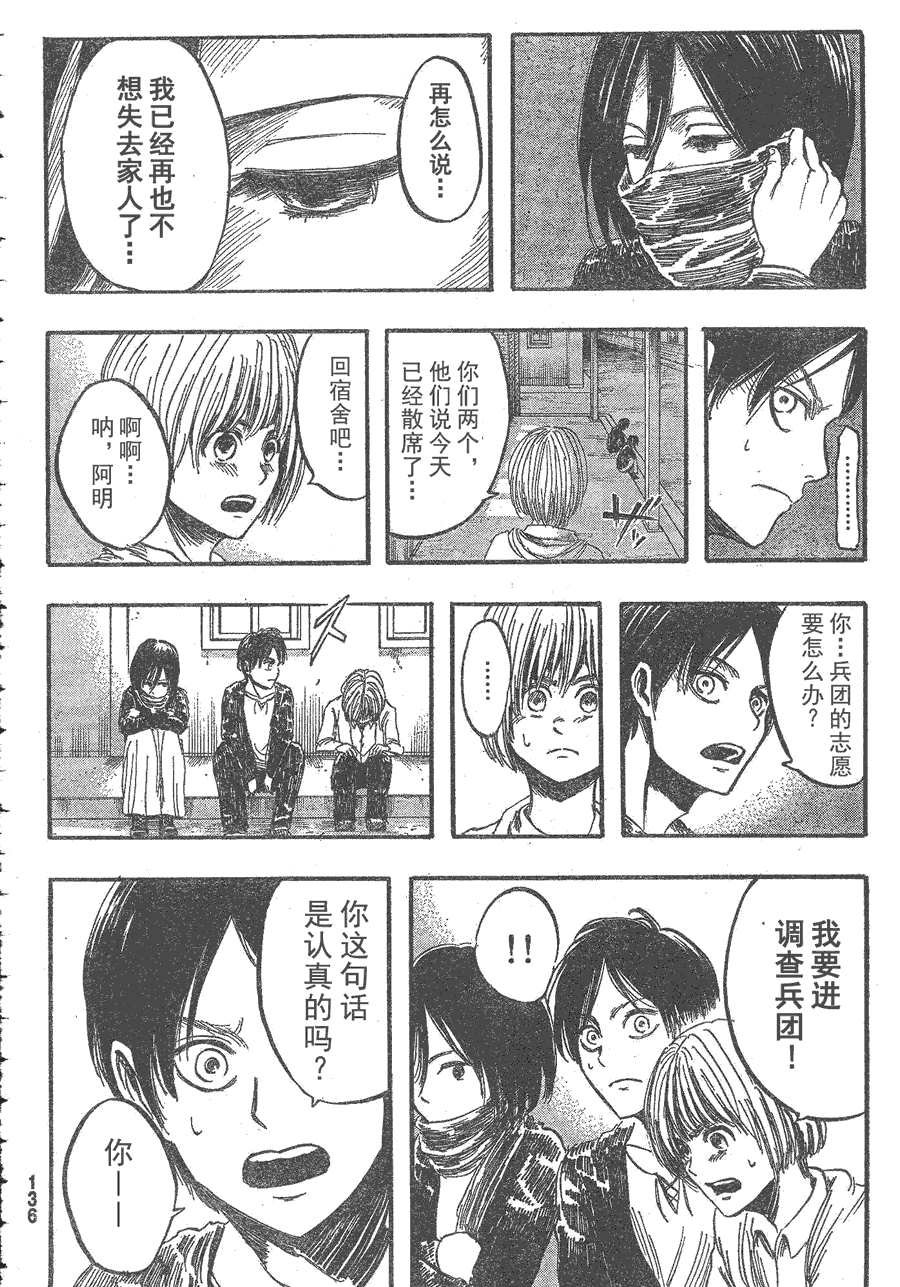 再怎么说…
我已经再也不
想失去家人了…
…………
你们两个，
他们说今天
已经散席了…
回宿舍吧…
啊啊…
呐，阿明
你…兵团的志愿
要怎么办？
……
我要进
调查兵团！
!!
你这句话
是认真的吗？
你——
136